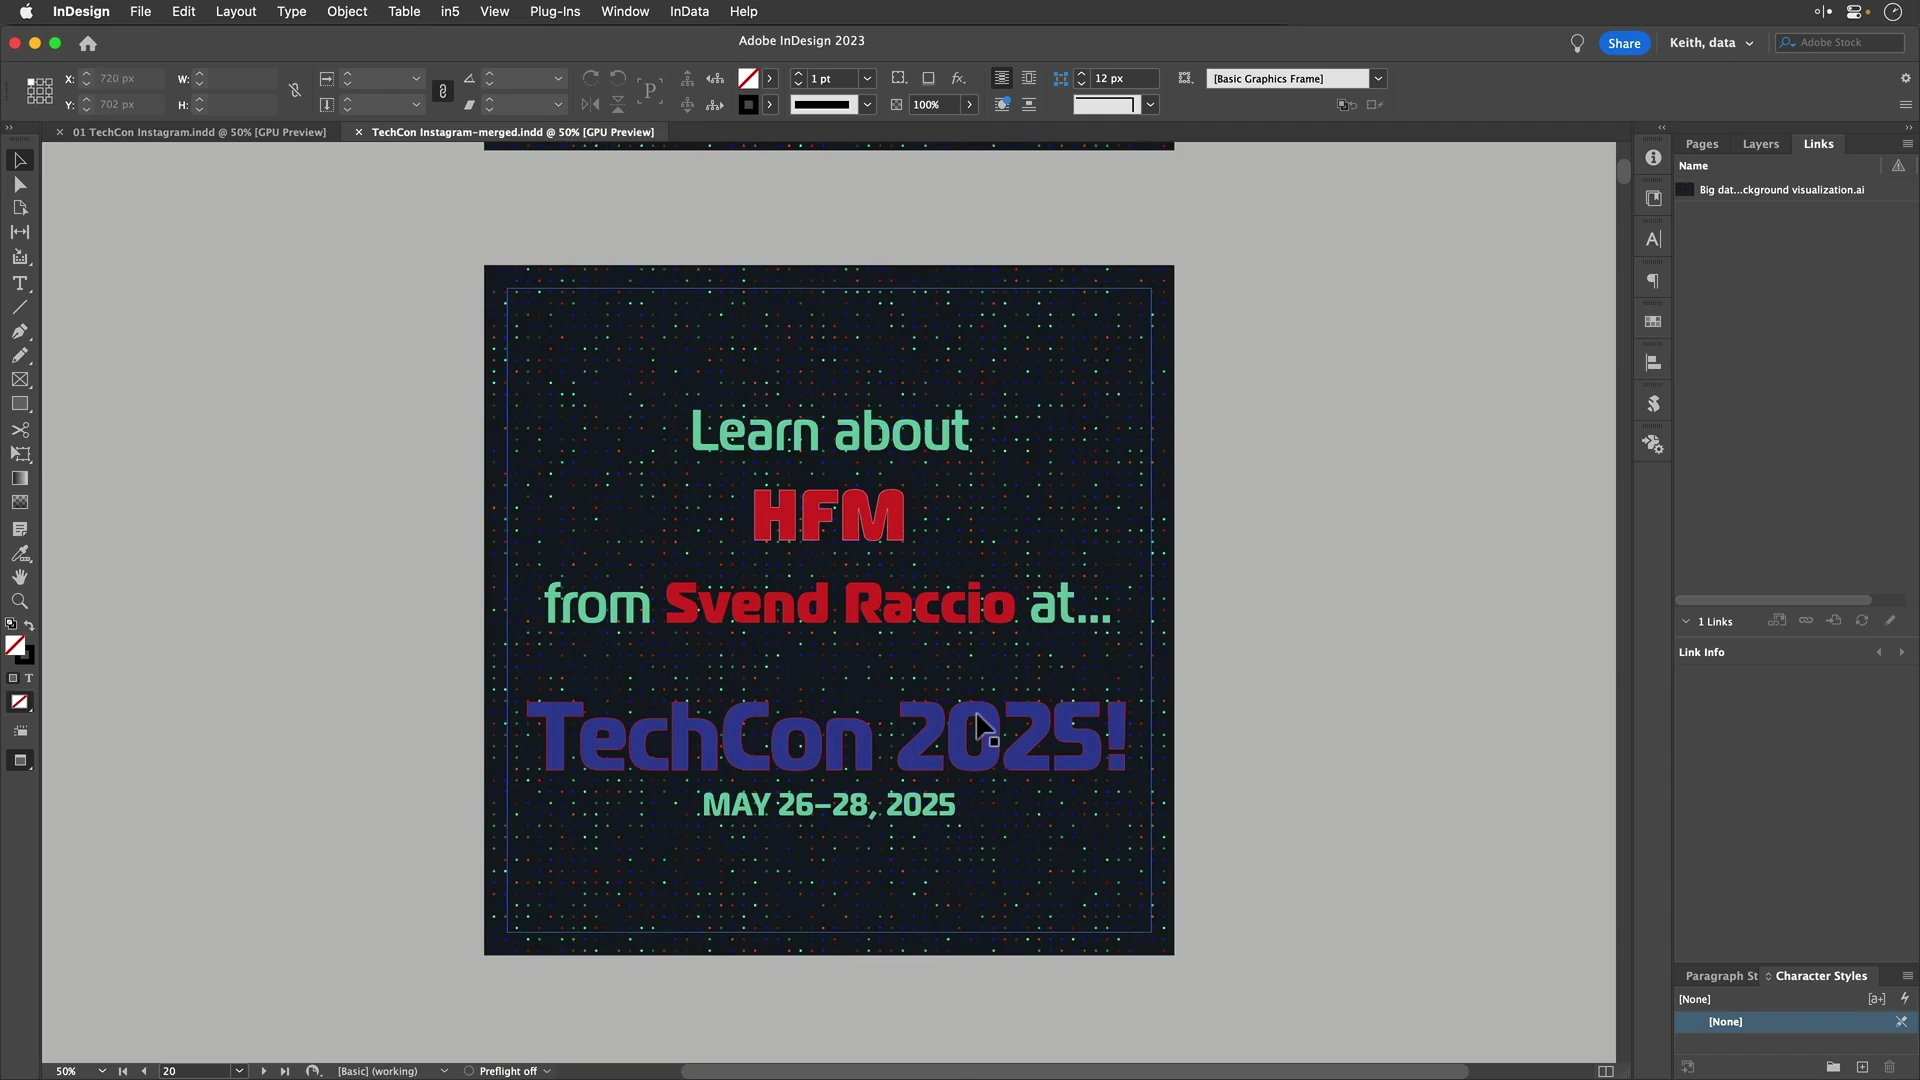 InDesign File Edit Layout Type Object Table in5 View Plug-Ins Window InData Help
Adobe InDesign 2023
Share
Keith, data
Adobe Stock
X: 720 px W: 1 pt fx. 12 px [Basic Graphics Frame]
Y: 702 px H: 100%
P
01 TechCon Instagram.indd @ 50% [GPU Preview]
TechCon Instagram-merged.indd @ 50% [GPU Preview]
Pages Layers Links
Name
Big dat...ckground visualization.ai
Learn about
HFM
from Svend Raccio at...
TechCon 2025!
MAY 26–28, 2025
1 Links
Link Info
Paragraph St Character Styles
[None] [a+]
[None]
50% 20 [Basic] (working) Preflight off